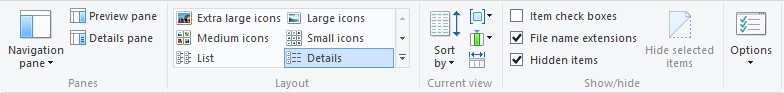 Navigation
pane
Preview pane
Details pane
Panes
Extra large icons
Large icons
Medium icons
Small icons
List
Details
Layout
Sort
by
Current view
Item check boxes
File name extensions
Hidden items
Hide selected
items
Show/hide
Options